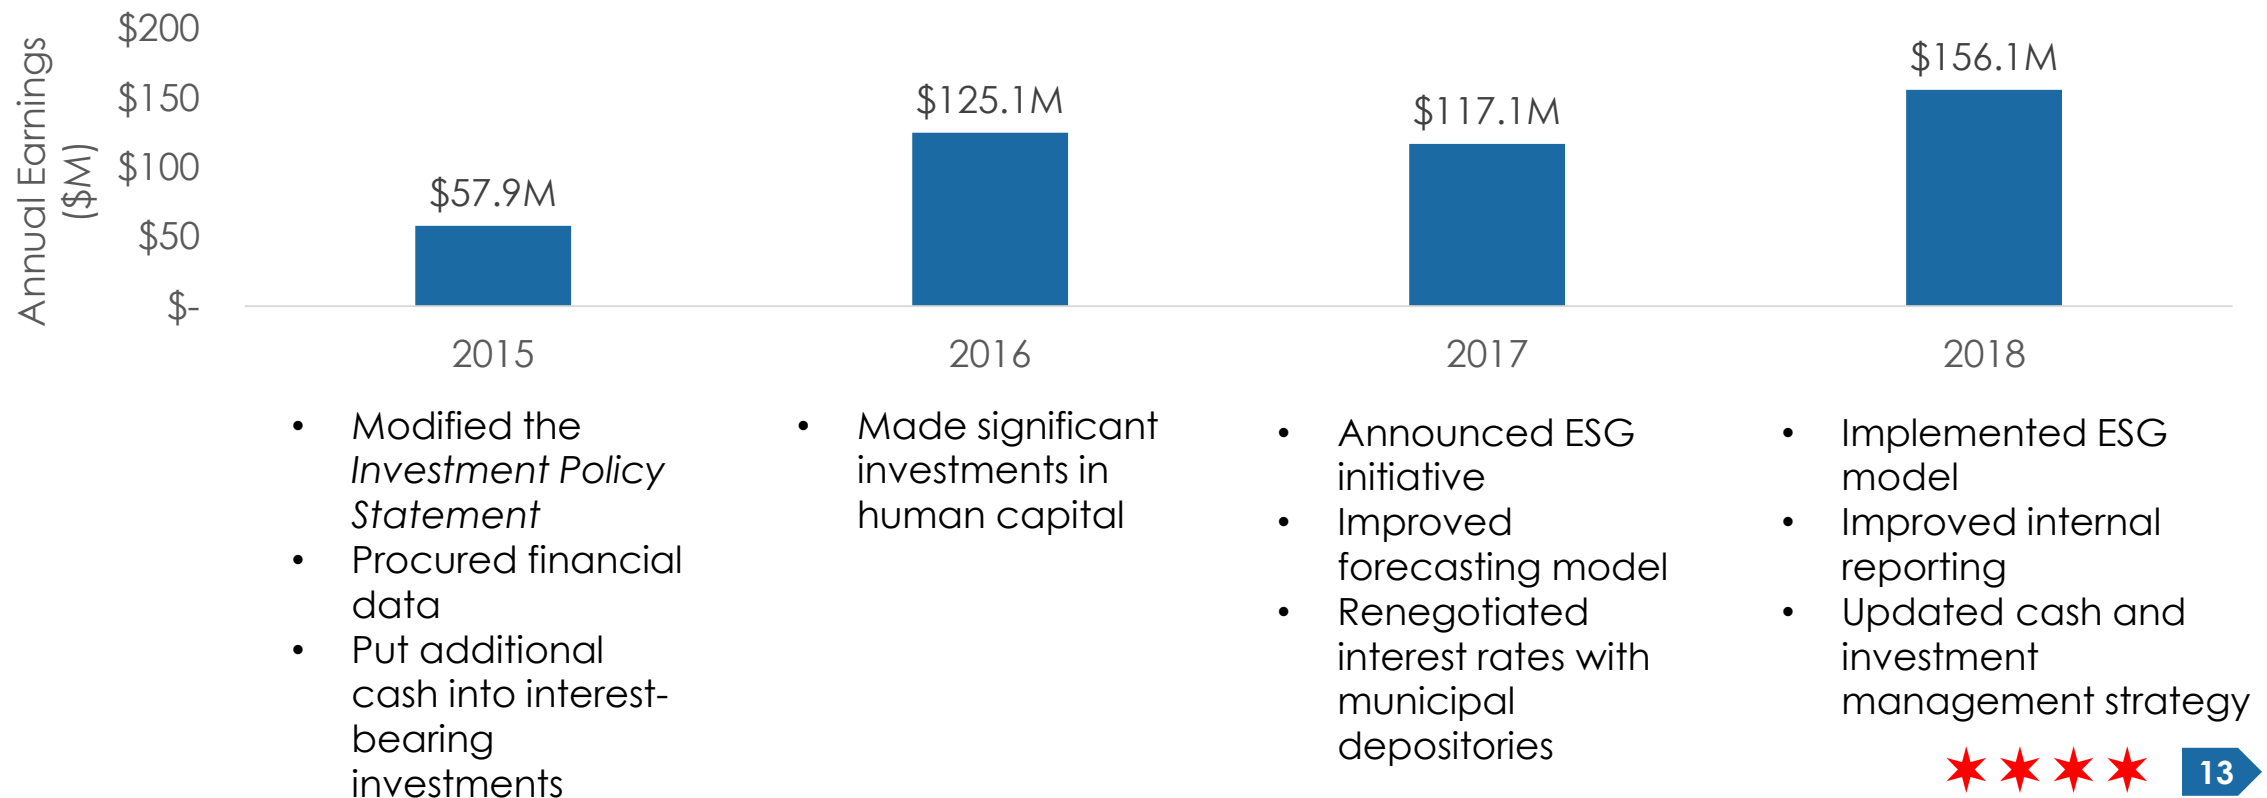 Annual Earnings
($M)
$200
$150
$100
$50
$-
$57.9M
$125.1M
$117.1M
$156.1M
2015
2016
2017
2018
• Modified the
Investment Policy
Statement
• Procured financial
data
• Put additional
cash into interest-
bearing
investments
• Made significant
investments in
human capital
• Announced ESG
initiative
• Improved
forecasting model
• Renegotiated
interest rates with
municipal
depositories
• Implemented ESG
model
• Improved internal
reporting
• Updated cash and
investment
management strategy
13